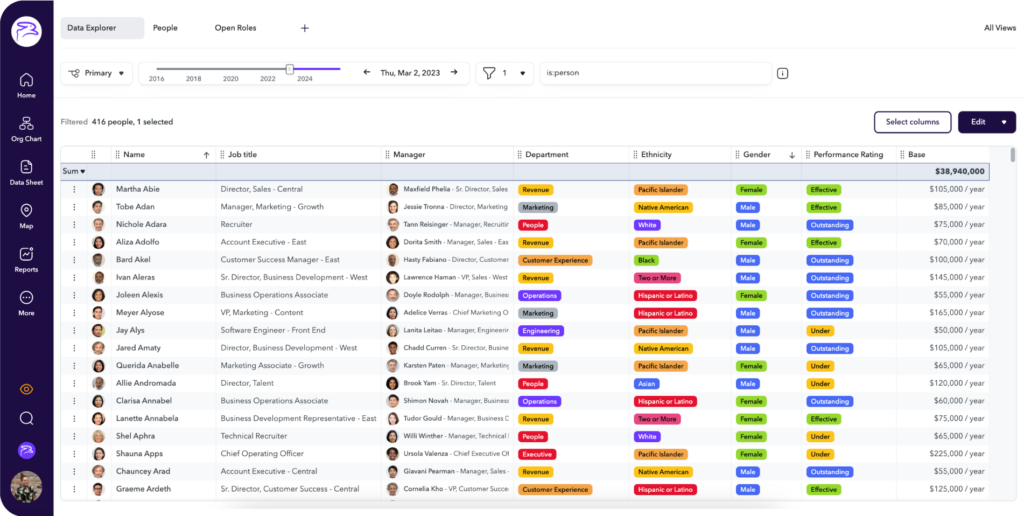 Data Explorer People Open Roles + All Views
Primary 2016 2018 2020 2022 2024 Thu, Mar 2, 2023 1 is:person
Home
Org Chart
Data Sheet
Map
Reports
More
Filtered 416 people, 1 selected Select columns Edit
Name Job title Manager Department Ethnicity Gender Performance Rating Base
Sum $38,940,000
Martha Abie Director, Sales - Central Maxfield Phelia - Sr. Director, Sales Revenue Pacific Islander Female Effective $105,000 / year
Tobe Adan Manager, Marketing - Growth Jessie Tronna - Director, Marketing Marketing Native American Male Effective $85,000 / year
Nichole Adara Recruiter Tann Reisinger - Manager, Recruitin People White Male Outstanding $75,000 / year
Aliza Adolfo Account Executive - East Dorita Smith - Manager, Sales - Eas Revenue Pacific Islander Female Effective $70,000 / year
Bard Akel Customer Success Manager - East Hasty Fabiano - Director, Customer Customer Experience Black Male Outstanding $100,000 / year
Ivan Aleras Sr. Director, Business Development - West Lawrence Haman - VP, Sales - West Revenue Two or More Male Outstanding $145,000 / year
Joleen Alexis Business Operations Associate Doyle Rodolph - Manager, Business Operations Hispanic or Latino Female Outstanding $55,000 / year
Meyer Alyose VP, Marketing - Content Adelice Verras - Chief Marketing O Marketing Hispanic or Latino Male Outstanding $165,000 / year
Jay Alys Software Engineer - Front End Lanita Leitao - Manager, Engineerin Engineering Pacific Islander Male Under $50,000 / year
Jared Amaty Director, Business Development - West Chadd Curren - Sr. Director, Busine Revenue Native American Male Outstanding $105,000 / year
Querida Anabelle Marketing Associate - Growth Karsten Paten - Manager, Marketing Marketing Pacific Islander Female Under $65,000 / year
Allie Andromada Director, Talent Brook Yam - Sr. Director, Talent People Asian Male Under $120,000 / year
Clarisa Annabel Business Operations Associate Shimon Novah - Manager, Business Operations Hispanic or Latino Female Outstanding $60,000 / year
Lanette Annabela Business Development Representative - East Tudor Gould - Manager, Business D Revenue Two or More Female Effective $75,000 / year
Shel Aphra Technical Recruiter Willi Winther - Manager, Technical People White Female Under $65,000 / year
Shauna Apps Chief Operating Officer Ursola Valenza - Chief Executive Of Executive Pacific Islander Female Under $225,000 / year
Chauncey Arad Account Executive - Central Giavani Pearman - Manager, Sales - Revenue Native American Male Outstanding $55,000 / year
Graeme Ardeth Sr. Director, Customer Success - Central Cornelia Kho - VP, Customer Succe Customer Experience Hispanic or Latino Male Effective $125,000 / year